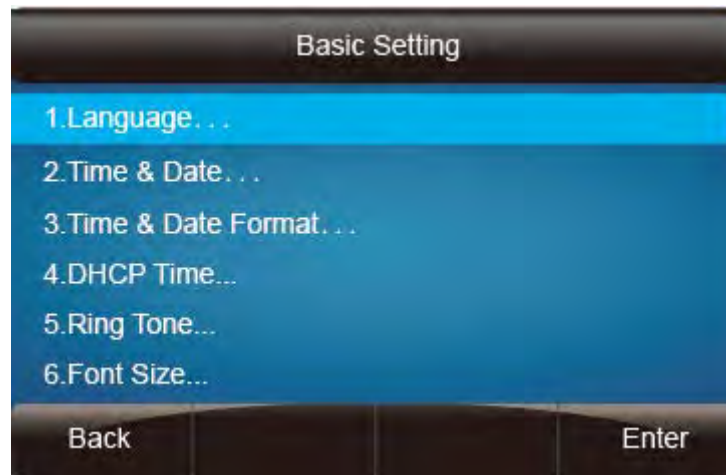 Basic Setting
1.Language. . .
2.Time & Date. . .
3.Time & Date Format. . .
4.DHCP Time...
5.Ring Tone...
6.Font Size...
Back Enter